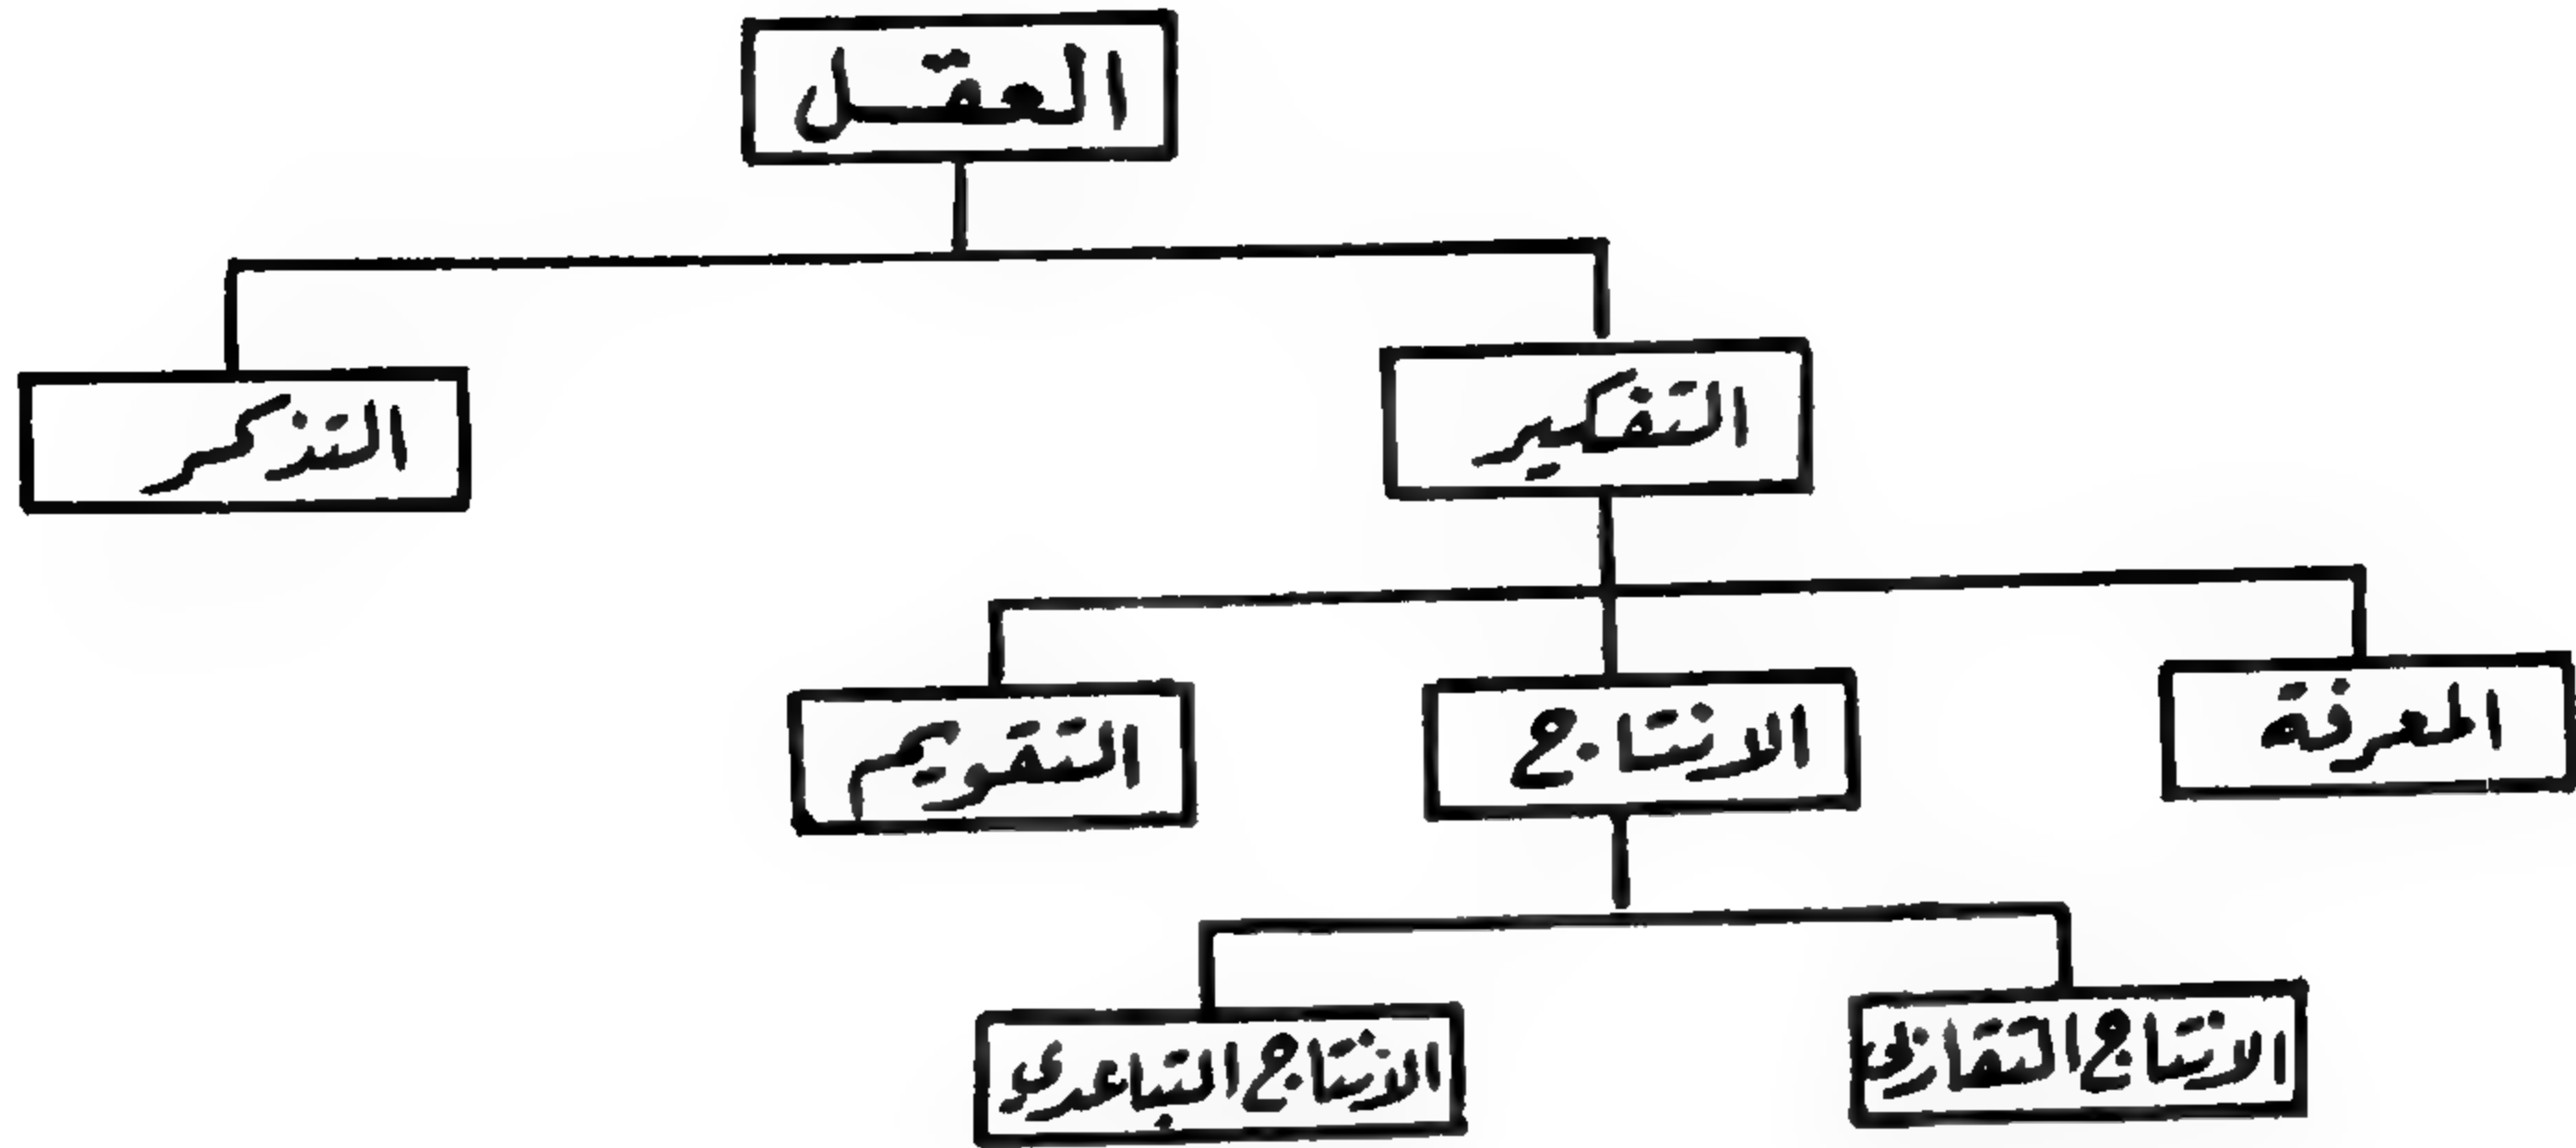 العقل
التفكير
التذكر
المعرفة
الانتاج
التقويم
الانتاج التقاربي
الانتاج التباعدي